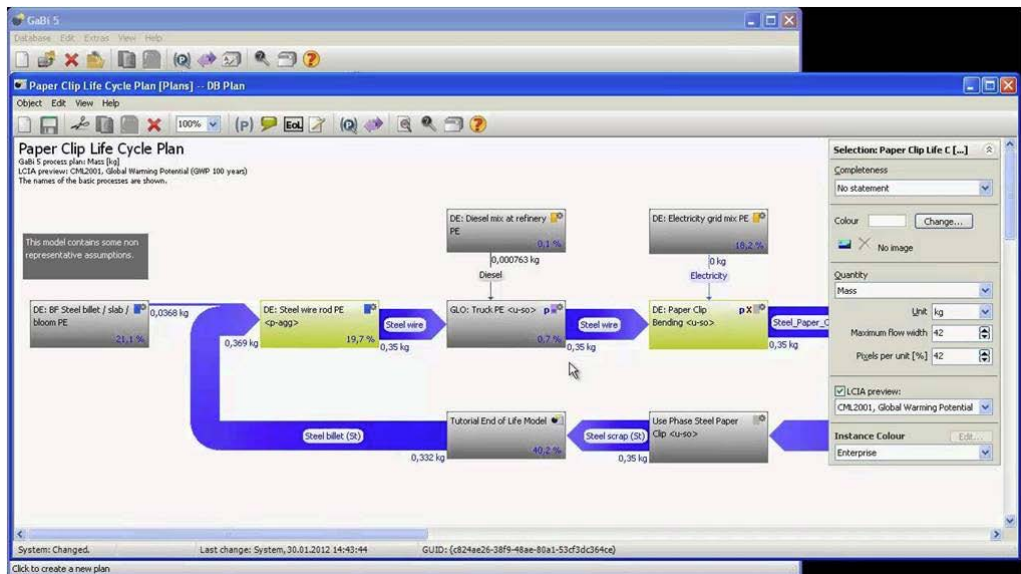 GaBi 5
Database Edit Extras View Help
Paper Clip Life Cycle Plan [Plans] -- DB Plan
Object Edit View Help
100% (P) EoL
Paper Clip Life Cycle Plan
GaBi 5 process plan: Mass [kg]
LCIA preview: CML2001, Global Warming Potential (GWP 100 years)
The names of the basic processes are shown.
This model contains some non
representative assumptions.
DE: Diesel mix at refinery
PE
0,1 %
0,000763 kg
Diesel
DE: Electricity grid mix PE
18,2 %
0 kg
Electricity
DE: BF Steel billet / slab /
bloom PE
21,1 %
0,0368 kg
0,369 kg
DE: Steel wire rod PE
<p-agg>
19,7 %
Steel wire
0,35 kg
GLO: Truck PE <u-so> p
0,7 %
Steel wire
0,35 kg
DE: Paper Clip pX
Bending <u-so>
Steel_Paper_C
0,35 kg
Steel billet (St)
0,332 kg
Tutorial End of Life Model
40,2 %
Steel scrap (St)
0,35 kg
Use Phase Steel Paper
Clip <u-so>
Selection: Paper Clip Life C [...]
Completeness
No statement
Colour Change...
No image
Quantity
Mass
Unit kg
Maximum flow width 42
Pixels per unit [%] 42
LCIA preview:
CML2001, Global Warming Potential
Instance Colour Edit...
Enterprise
System: Changed. Last change: System, 30.01.2012 14:43:44 GUID: {c824ae26-38f9-48ae-80a1-53cf3dc364ce}
Click to create a new plan